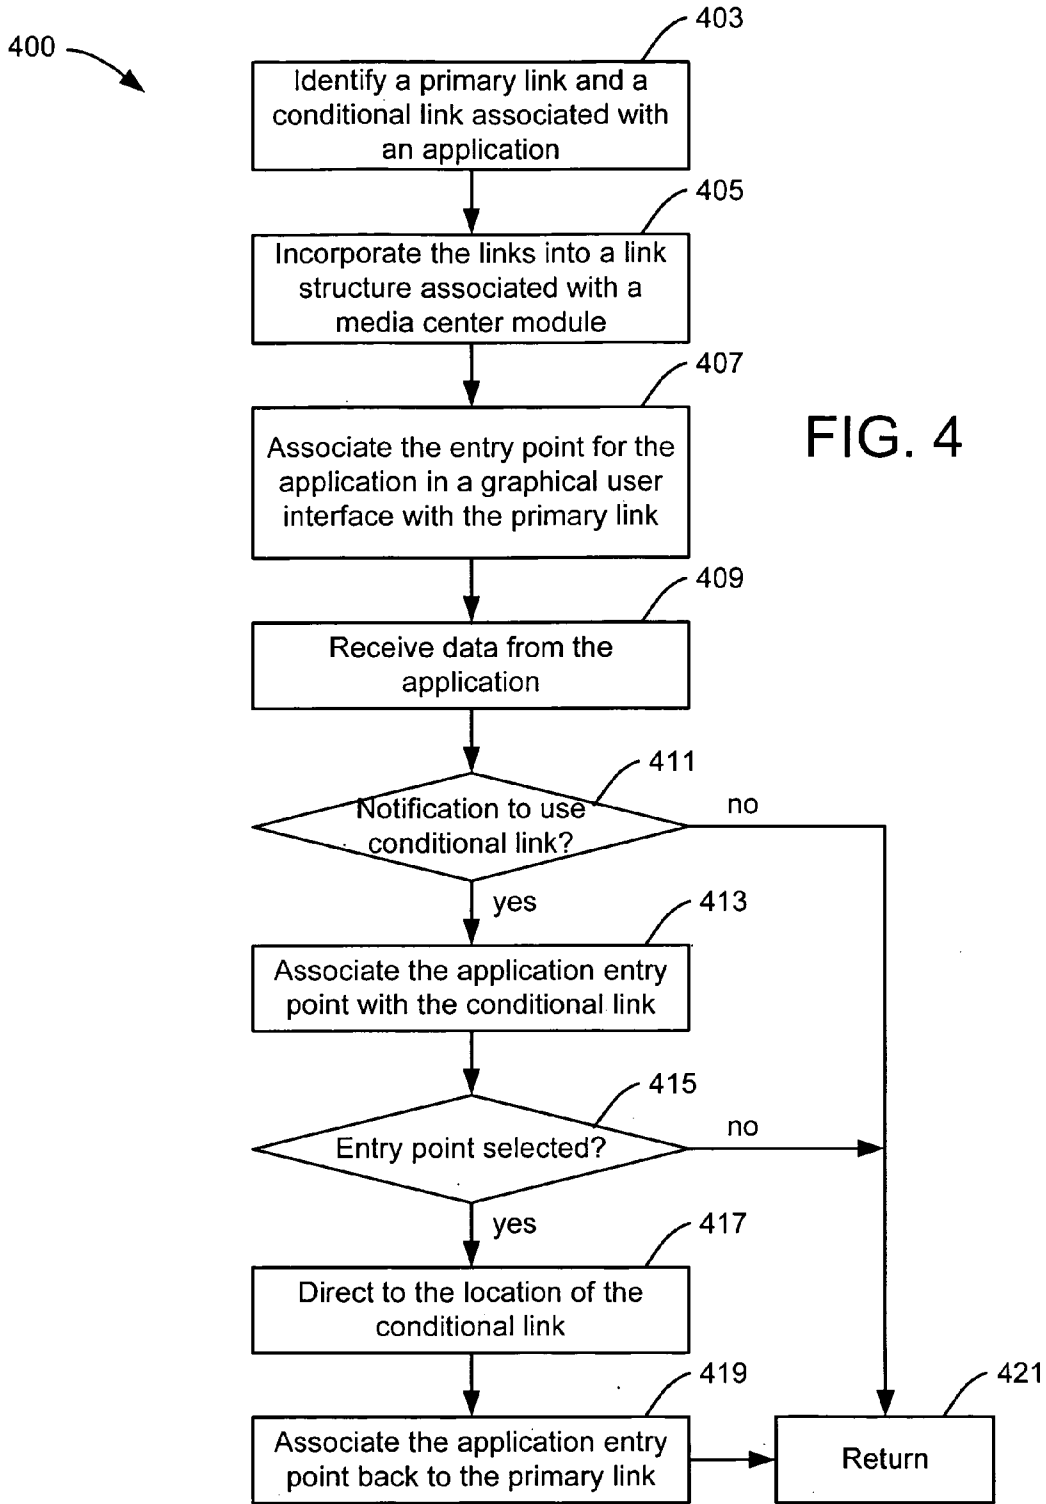 400
403
Identify a primary link and a
conditional link associated with
an application
405
Incorporate the links into a link
structure associated with a
media center module
407
Associate the entry point for the
application in a graphical user
interface with the primary link
FIG. 4
409
Receive data from the
application
411
Notification to use
conditional link?
no
yes
413
Associate the application entry
point with the conditional link
415
Entry point selected?
no
yes
417
Direct to the location of the
conditional link
419
Associate the application entry
point back to the primary link
421
Return